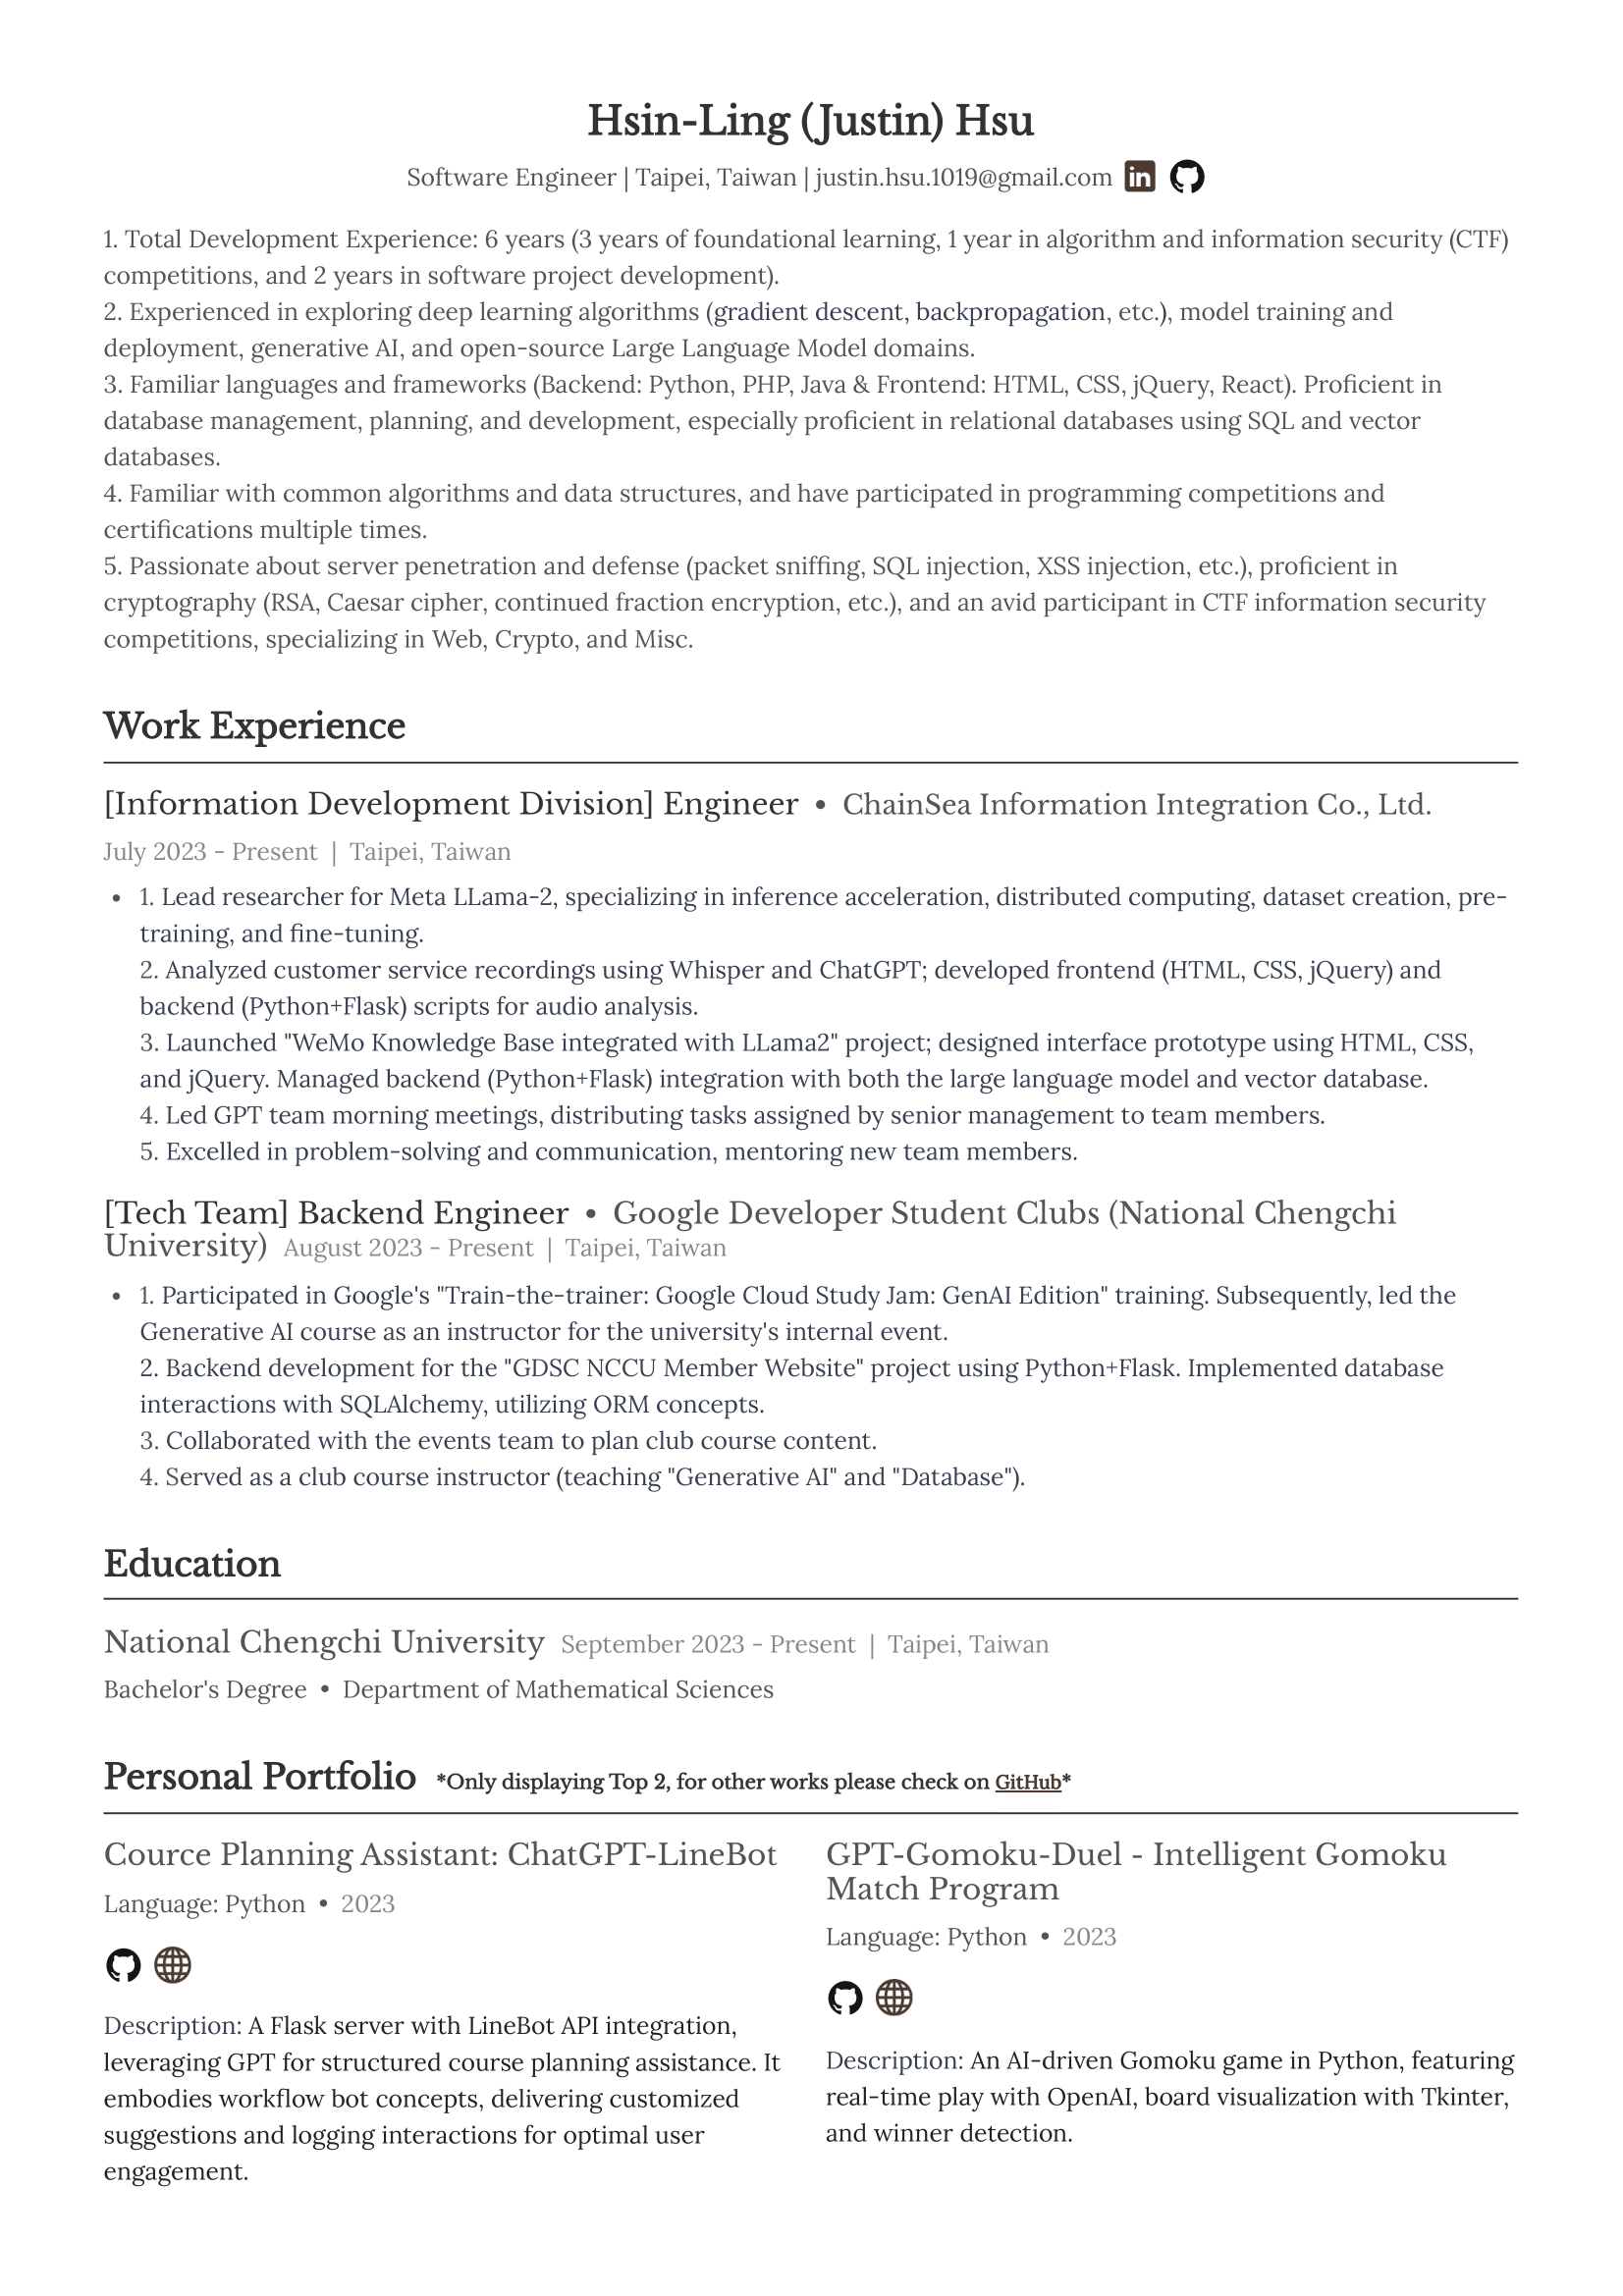 Hsin-Ling (Justin) Hsu
Software Engineer | Taipei, Taiwan | justin.hsu.1019@gmail.com
1. Total Development Experience: 6 years (3 years of foundational learning, 1 year in algorithm and information security (CTF)
competitions, and 2 years in software project development).
2. Experienced in exploring deep learning algorithms (gradient descent, backpropagation, etc.), model training and
deployment, generative AI, and open-source Large Language Model domains.
3. Familiar languages and frameworks (Backend: Python, PHP, Java & Frontend: HTML, CSS, jQuery, React). Proficient in
database management, planning, and development, especially proficient in relational databases using SQL and vector
databases.
4. Familiar with common algorithms and data structures, and have participated in programming competitions and
certifications multiple times.
5. Passionate about server penetration and defense (packet sniffing, SQL injection, XSS injection, etc.), proficient in
cryptography (RSA, Caesar cipher, continued fraction encryption, etc.), and an avid participant in CTF information security
competitions, specializing in Web, Crypto, and Misc.
Work Experience
[Information Development Division] Engineer • ChainSea Information Integration Co., Ltd.
July 2023 - Present | Taipei, Taiwan
• 1. Lead researcher for Meta LLama-2, specializing in inference acceleration, distributed computing, dataset creation, pre-
training, and fine-tuning.
2. Analyzed customer service recordings using Whisper and ChatGPT; developed frontend (HTML, CSS, jQuery) and
backend (Python+Flask) scripts for audio analysis.
3. Launched "WeMo Knowledge Base integrated with LLama2" project; designed interface prototype using HTML, CSS,
and jQuery. Managed backend (Python+Flask) integration with both the large language model and vector database.
4. Led GPT team morning meetings, distributing tasks assigned by senior management to team members.
5. Excelled in problem-solving and communication, mentoring new team members.
[Tech Team] Backend Engineer • Google Developer Student Clubs (National Chengchi
University) August 2023 - Present | Taipei, Taiwan
• 1. Participated in Google's "Train-the-trainer: Google Cloud Study Jam: GenAI Edition" training. Subsequently, led the
Generative AI course as an instructor for the university's internal event.
2. Backend development for the "GDSC NCCU Member Website" project using Python+Flask. Implemented database
interactions with SQLAlchemy, utilizing ORM concepts.
3. Collaborated with the events team to plan club course content.
4. Served as a club course instructor (teaching "Generative AI" and "Database").
Education
National Chengchi University September 2023 - Present | Taipei, Taiwan
Bachelor's Degree • Department of Mathematical Sciences
Personal Portfolio *Only displaying Top 2, for other works please check on GitHub*
Cource Planning Assistant: ChatGPT-LineBot
Language: Python • 2023
Description: A Flask server with LineBot API integration,
leveraging GPT for structured course planning assistance. It
embodies workflow bot concepts, delivering customized
suggestions and logging interactions for optimal user
engagement.
GPT-Gomoku-Duel - Intelligent Gomoku
Match Program
Language: Python • 2023
Description: An AI-driven Gomoku game in Python, featuring
real-time play with OpenAI, board visualization with Tkinter,
and winner detection.